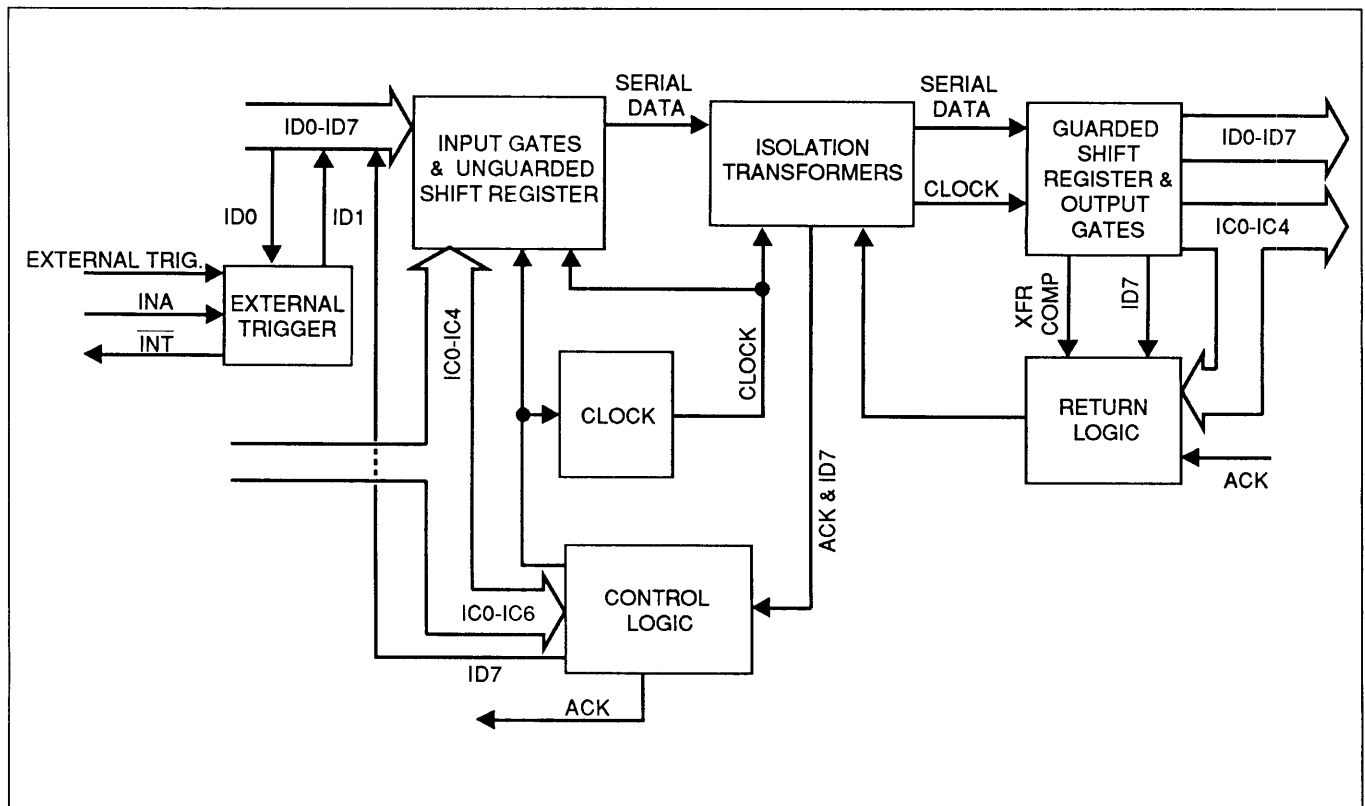 ID0-ID7
INPUT GATES
& UNGUARDED
SHIFT REGISTER
SERIAL
DATA
ISOLATION
TRANSFORMERS
SERIAL
DATA
CLOCK
GUARDED
SHIFT
REGISTER &
OUTPUT
GATES
ID0-ID7
IC0-IC4
ID0
ID1
EXTERNAL TRIG.
INA
INT
EXTERNAL
TRIGGER
IC0-IC4
CLOCK
CLOCK
ACK & ID7
XFR
COMP
ID7
RETURN
LOGIC
ACK
IC0-IC6
CONTROL
LOGIC
ID7
ACK